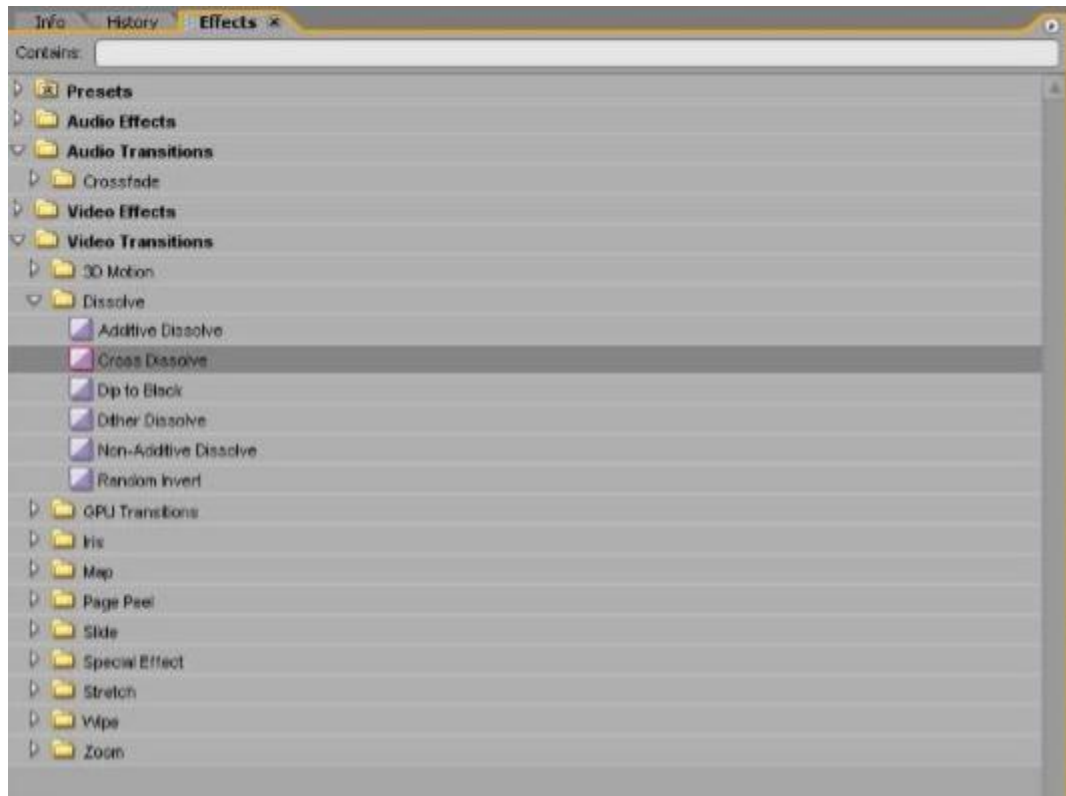 Info History Effects ×
Contains:
Presets
Audio Effects
Audio Transitions
Crossfade
Video Effects
Video Transitions
3D Motion
Dissolve
Additive Dissolve
Cross Dissolve
Dip to Black
Dither Dissolve
Non-Additive Dissolve
Random Invert
GPU Transitions
Iris
Map
Page Peel
Slide
Special Effect
Stretch
Wipe
Zoom